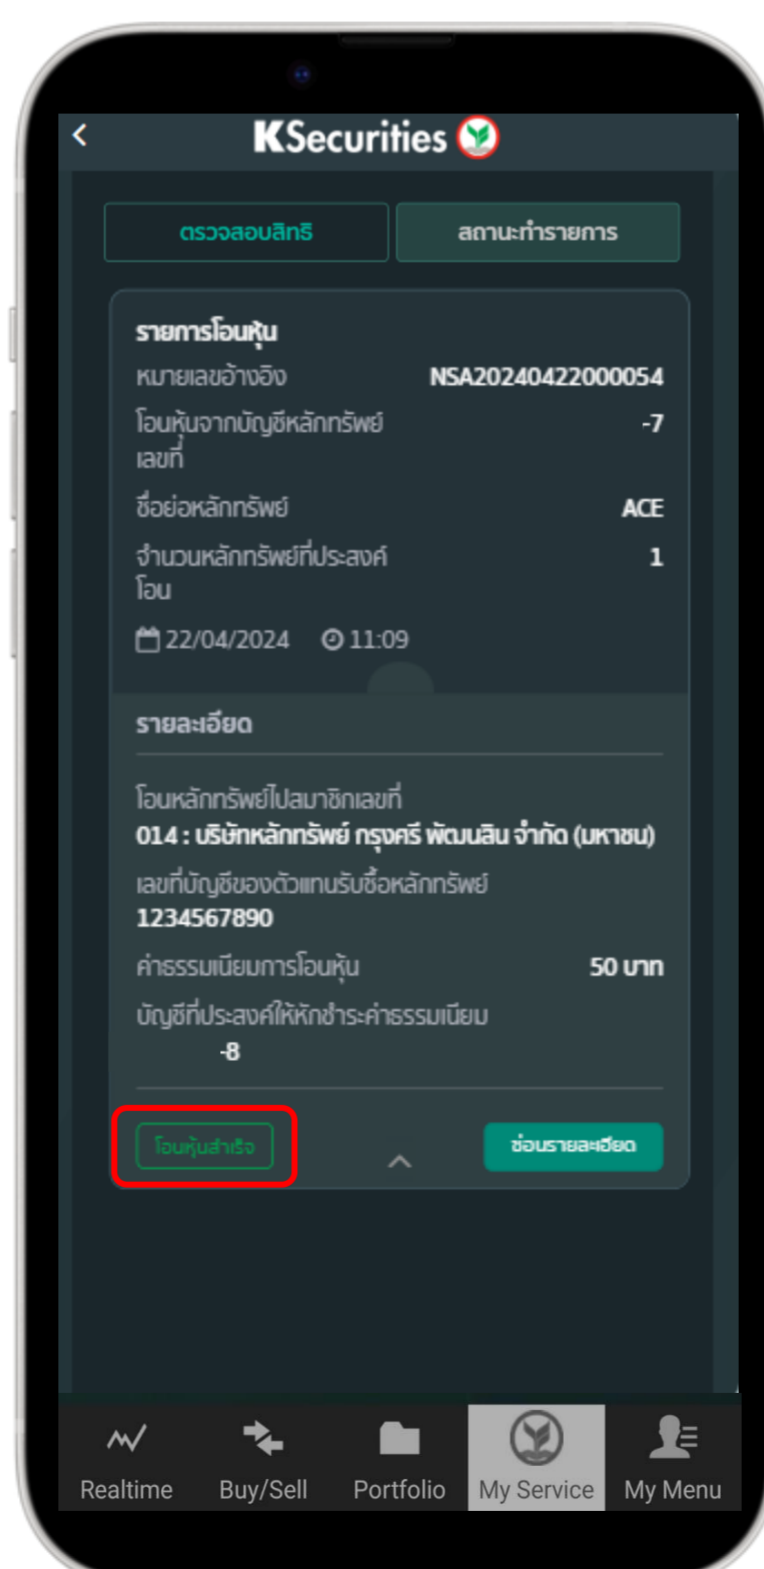 KSecurities
ตรวจสอบสิทธิ
สถานะทำรายการ
รายการโอนหุ้น
หมายเลขอ้างอิง NSA20240422000054
โอนหุ้นจากบัญชีหลักทรัพย์ -7
เลขที่
ชื่อย่อหลักทรัพย์ ACE
จำนวนหลักทรัพย์ที่ประสงค์ 1
โอน
22/04/2024 11:09
รายละเอียด
โอนหลักทรัพย์ไปสมาชิกเลขที่
014 : บริษัทหลักทรัพย์ กรุงศรี พัฒนสิน จำกัด (มหาชน)
เลขที่บัญชีของตัวแทนรับซื้อหลักทรัพย์
1234567890
ค่าธรรมเนียมการโอนหุ้น 50 บาท
บัญชีที่ประสงค์ให้หักชำระค่าธรรมเนียม
-8
โอนหุ้นสำเร็จ
ซ่อนรายละเอียด
Realtime
Buy/Sell
Portfolio
My Service
My Menu